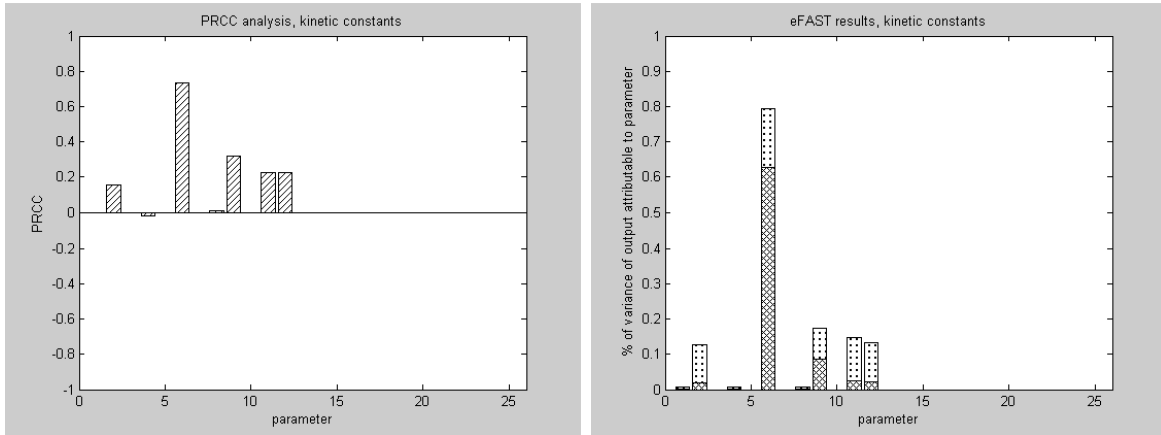 PRCC analysis, kinetic constants
1
0.8
0.6
0.4
0.2
0
-0.2
-0.4
-0.6
-0.8
-1
PRCC
0 5 10 15 20 25
parameter
eFAST results, kinetic constants
1
0.9
0.8
0.7
0.6
0.5
0.4
0.3
0.2
0.1
0
% of variance of output attributable to parameter
0 5 10 15 20 25
parameter